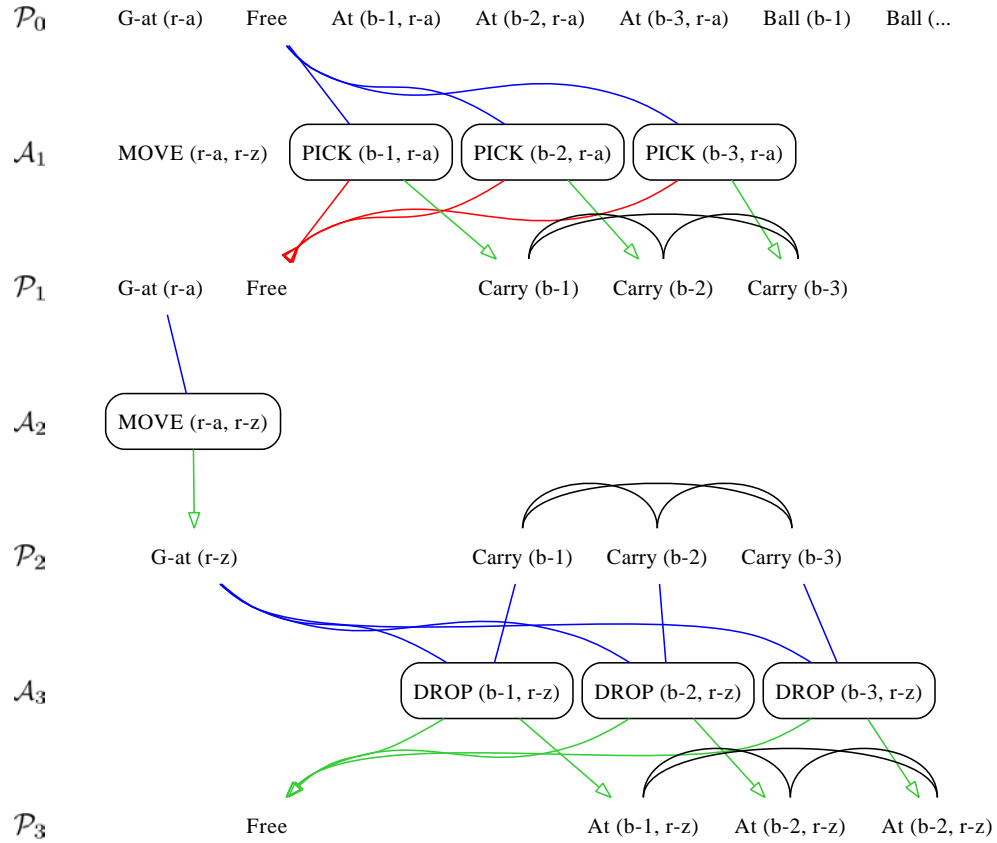 P0 G-at (r-a) Free At (b-1, r-a) At (b-2, r-a) At (b-3, r-a) Ball (b-1) Ball (...
A1 MOVE (r-a, r-z) PICK (b-1, r-a) PICK (b-2, r-a) PICK (b-3, r-a)
P1 G-at (r-a) Free Carry (b-1) Carry (b-2) Carry (b-3)
A2 MOVE (r-a, r-z)
P2 G-at (r-z) Carry (b-1) Carry (b-2) Carry (b-3)
A3 DROP (b-1, r-z) DROP (b-2, r-z) DROP (b-3, r-z)
P3 Free At (b-1, r-z) At (b-2, r-z) At (b-2, r-z)